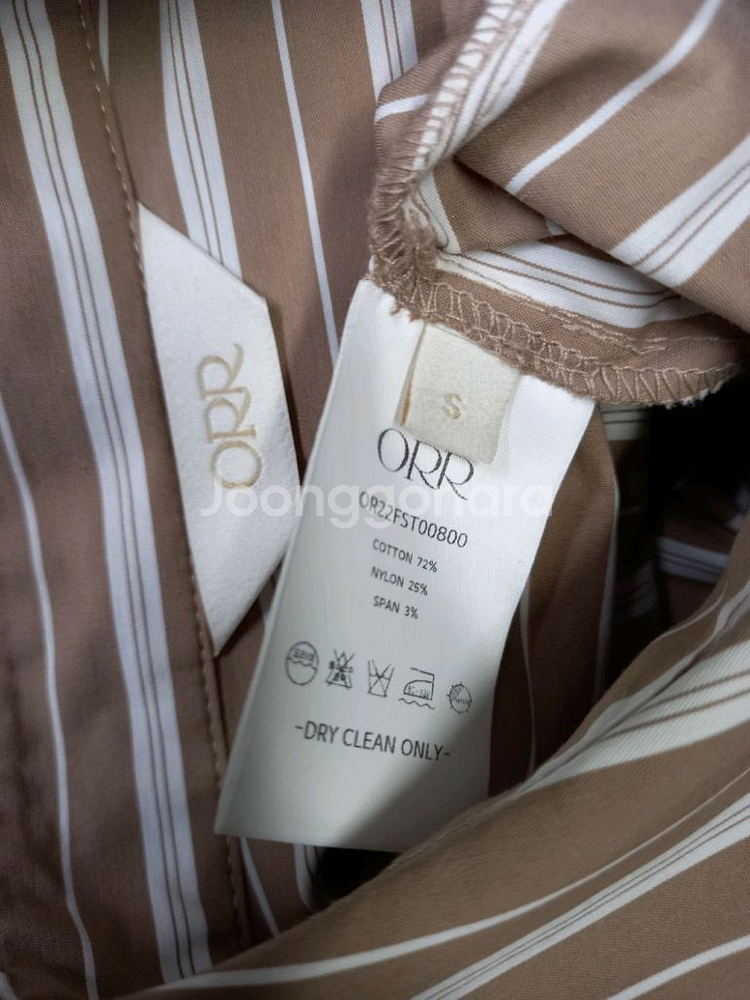 ORR
S
ORR
Joonggonara
OR22FST00800
COTTON 72%
NYLON 25%
SPAN 3%
-DRY CLEAN ONLY-